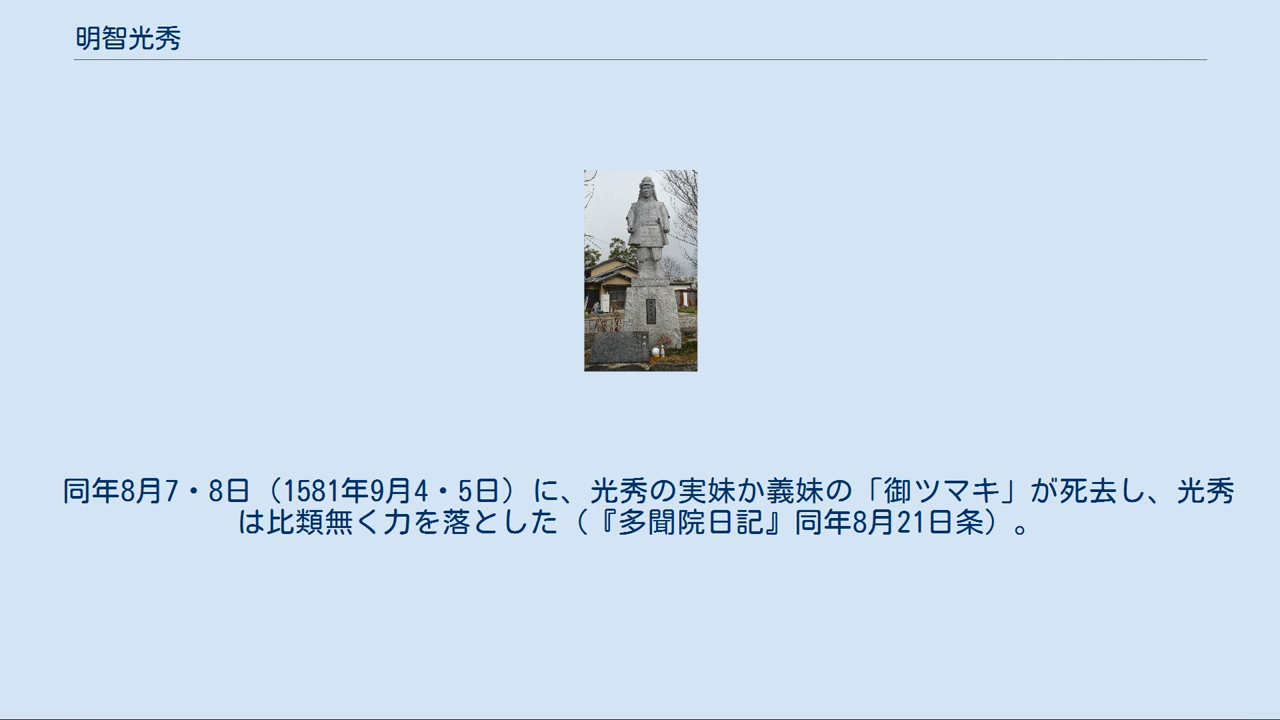 明智光秀
同年8月7・8日（1581年9月4・5日）に、光秀の実妹か義妹の「御ツマキ」が死去し、光秀
は比類無く力を落とした（『多聞院日記』同年8月21日条）。